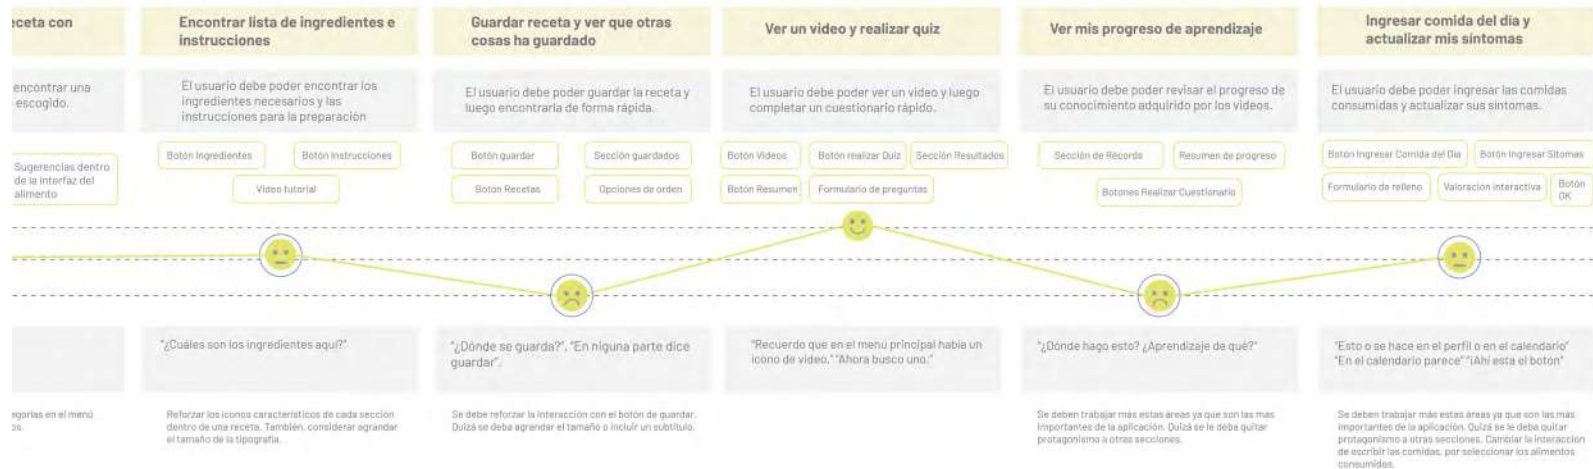 eceta con
Encontrar lista de ingredientes e
instrucciones
Guardar receta y ver que otras
cosas ha guardado
Ver un video y realizar quiz
Ver mis progreso de aprendizaje
Ingresar comida del día y
actualizar mis síntomas
encontrar una
escogido.
El usuario debe poder encontrar los
ingredientes necesarios y las
instrucciones para la preparación
El usuario debe poder guardar la receta y
luego encontrarla de forma rápida.
El usuario debe poder ver un video y luego
completar un cuestionario rápido.
El usuario debe poder revisar el progreso de
su conocimiento adquirido por los videos.
El usuario debe poder ingresar las comidas
consumidas y actualizar sus síntomas.
Sugerencias dentro
de la interfaz del
alimento
Botón Ingredientes
Botón Instrucciones
Video tutorial
Botón guardar
Sección guardados
Botón Recetas
Opciones de orden
Botón Videos
Botón realizar Quiz
Sección Resultados
Botón Resumen
Formulario de preguntas
Sección de Récords
Resumen de progreso
Botones Realizar Cuestionario
Botón Ingresar Comida del Día
Botón Ingresar Sítomas
Formulario de relleno
Valoración interactiva
Botón
OK
"¿Cuáles son los ingredientes aquí?"
"¿Dónde se guarda?", "En niguna parte dice
guardar".
"Recuerdo que en el menú principal había un
icono de video." "Ahora busco uno."
"¿Dónde hago esto? ¿Aprendizaje de qué?"
"Esto o se hace en el perfil o en el calendario"
"En el calendario parece" "¡Ahí esta el botón"
egorías en el menú
os.
Reforzar los íconos característicos de cada sección
dentro de una receta. También, considerar agrandar
el tamaño de la tipografía.
Se debe reforzar la interacción con el botón de guardar.
Quizá se deba agrandar el tamaño o incluir un subtítulo.
Se deben trabajar más estas áreas ya que son las mas
importantes de la aplicación. Quizá se le deba quitar
protagonismo a otras secciones.
Se deben trabajar más estas áreas ya que son las más
importantes de la aplicación. Quizá se le deba quitar
protagonismo a otras secciones. Cambiar la interacción
de escribir las comidas, por seleccionar los alimentos
consumidos.